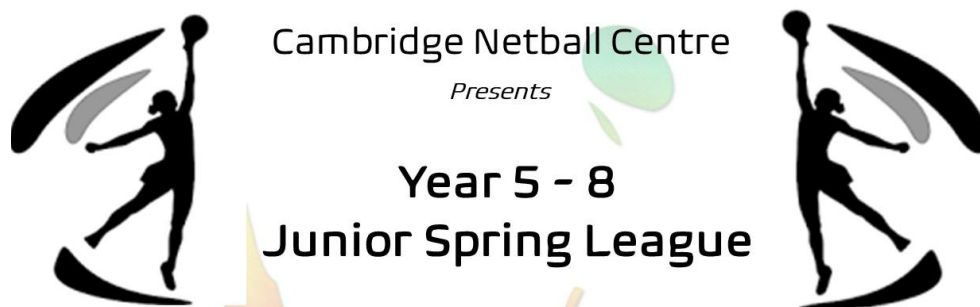 Cambridge Netball Centre
Presents
Year 5 - 8
Junior Spring League